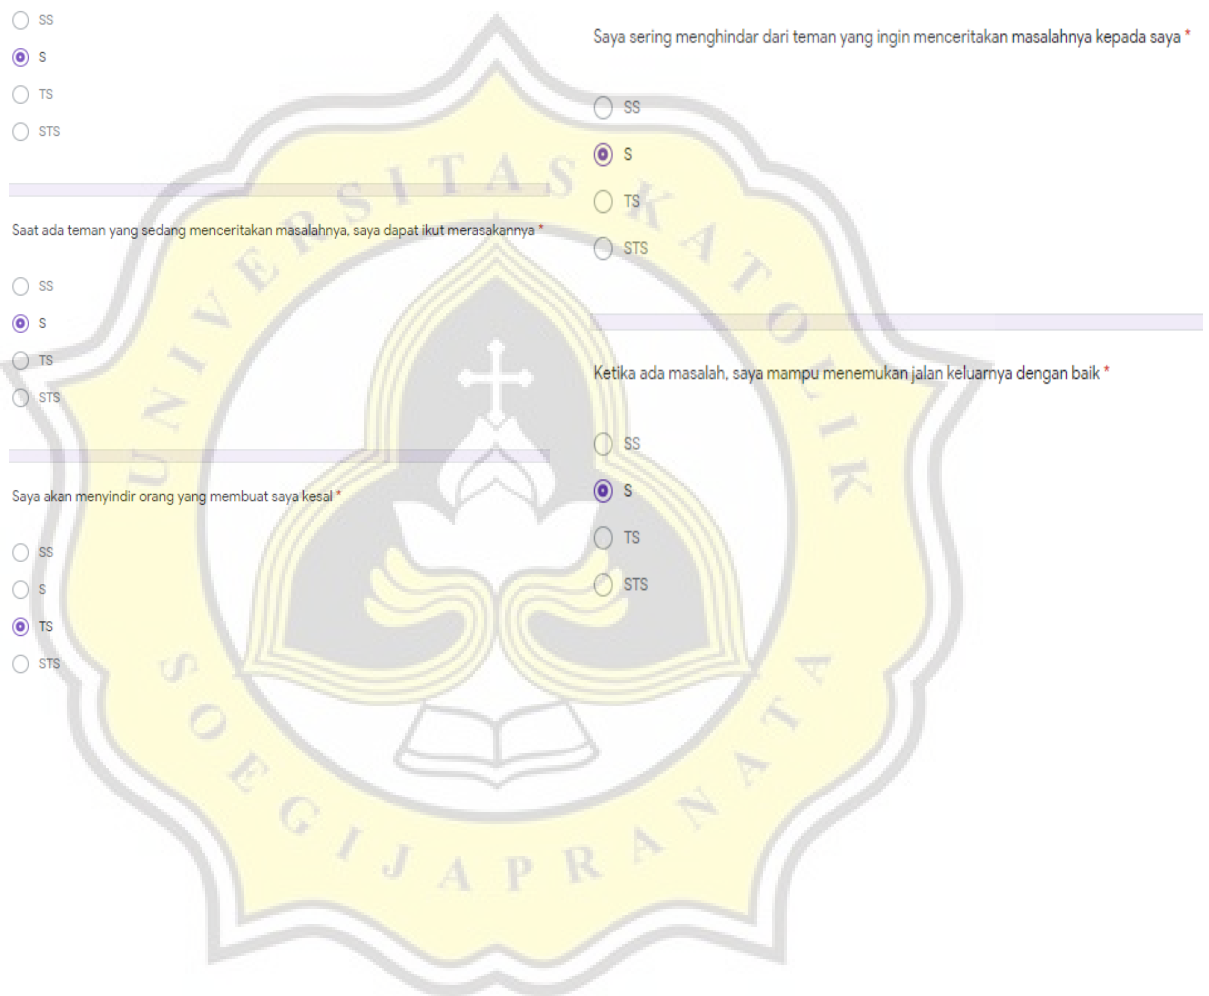 SS
S
TS
STS
Saat ada teman yang sedang menceritakan masalahnya, saya dapat ikut merasakannya *
SS
S
TS
STS
Saya akan menyindir orang yang membuat saya kesal *
SS
S
TS
STS
Saya sering menghindar dari teman yang ingin menceritakan masalahnya kepada saya *
SS
S
TS
STS
Ketika ada masalah, saya mampu menemukan jalan keluarnya dengan baik *
SS
S
TS
STS
UNIVERSITAS KATOLIK
SOEGIJAPRANATA